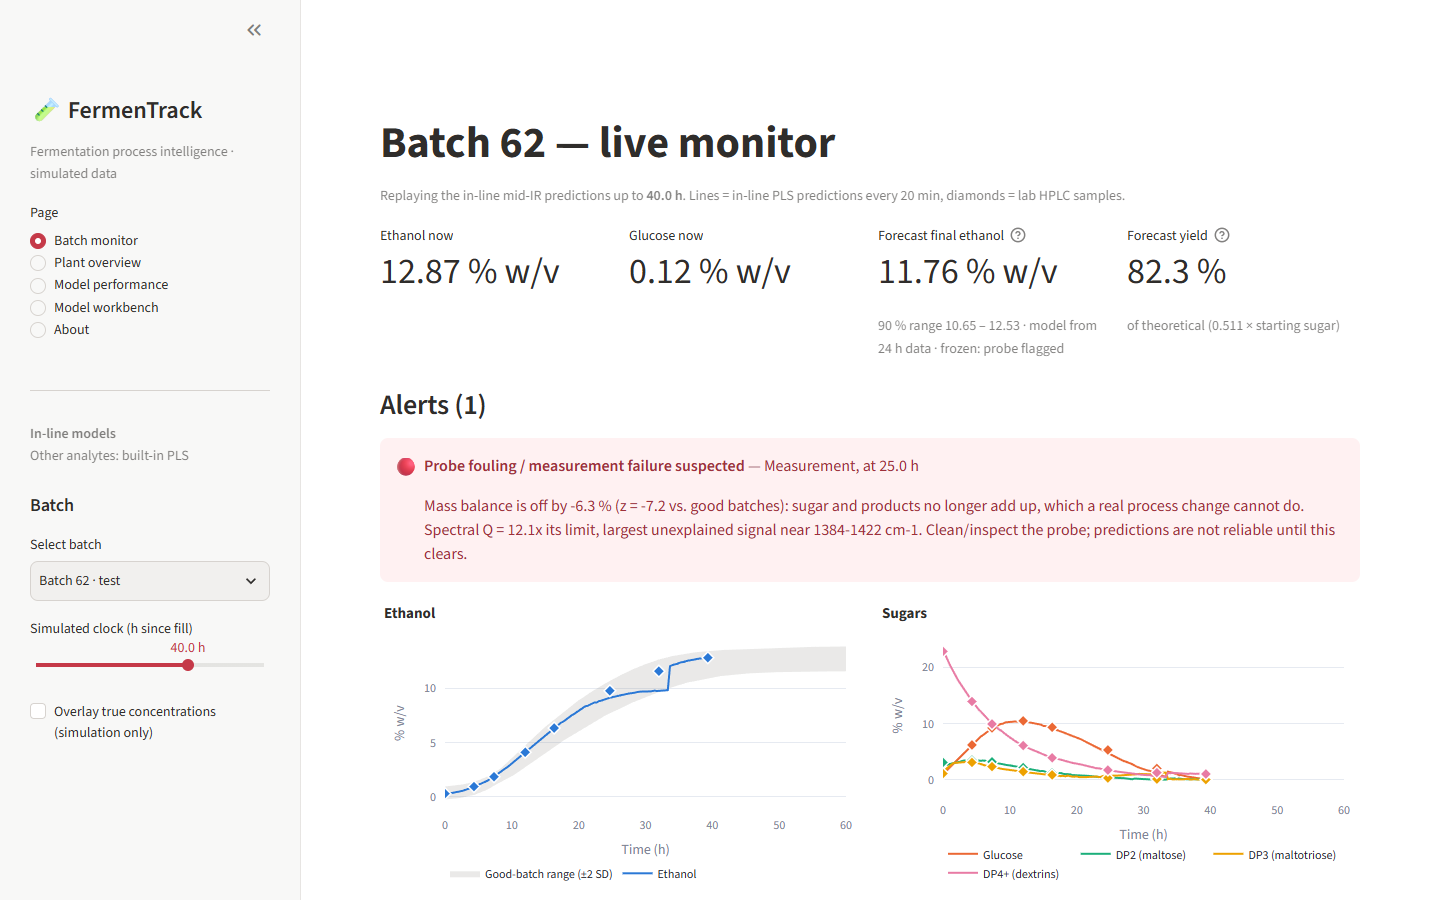 FermenTrack
Fermentation process intelligence ·
simulated data
Page
Batch monitor
Plant overview
Model performance
Model workbench
About
In-line models
Other analytes: built-in PLS
Batch
Select batch
Batch 62 · test
Simulated clock (h since fill)
40.0 h
Overlay true concentrations
(simulation only)
Batch 62 — live monitor
Replaying the in-line mid-IR predictions up to 40.0 h. Lines = in-line PLS predictions every 20 min, diamonds = lab HPLC samples.
Ethanol now
12.87 % w/v
Glucose now
0.12 % w/v
Forecast final ethanol
11.76 % w/v
90 % range 10.65 – 12.53 · model from
24 h data · frozen: probe flagged
Forecast yield
82.3 %
of theoretical (0.511 × starting sugar)
Alerts (1)
Probe fouling / measurement failure suspected — Measurement, at 25.0 h
Mass balance is off by -6.3 % (z = -7.2 vs. good batches): sugar and products no longer add up, which a real process change cannot do.
Spectral Q = 12.1x its limit, largest unexplained signal near 1384-1422 cm-1. Clean/inspect the probe; predictions are not reliable until this
clears.
Ethanol
% w/v
10
5
0
0 10 20 30 40 50 60
Time (h)
Good-batch range (±2 SD) Ethanol
Sugars
% w/v
20
10
0
0 10 20 30 40 50 60
Time (h)
Glucose DP2 (maltose) DP3 (maltotriose)
DP4+ (dextrins)